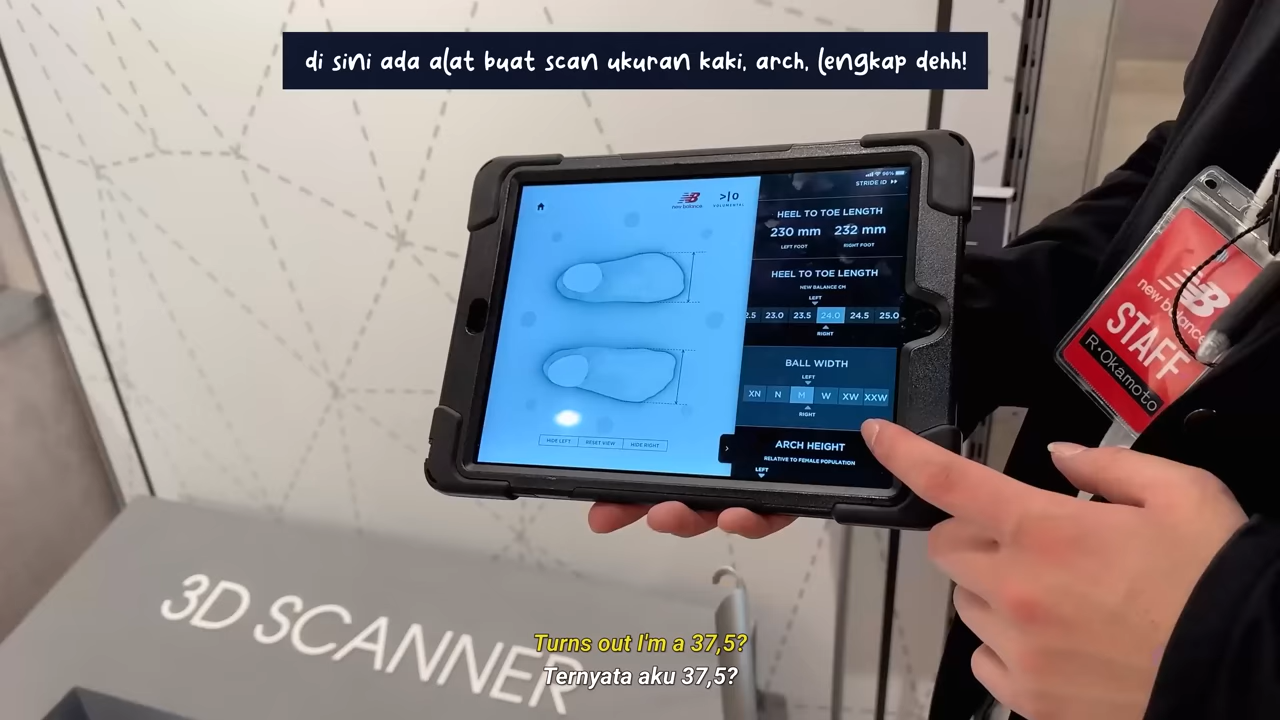 di sini ada alat buat scan ukuran kaki, arch, lengkap dehh!
96%
STRIDE ID
new balance
VOLUMENTAL
HEEL TO TOE LENGTH
230 mm 232 mm
LEFT FOOT RIGHT FOOT
HEEL TO TOE LENGTH
NEW BALANCE CM
LEFT
2.5 23.0 23.5 24.0 24.5 25.0
RIGHT
BALL WIDTH
LEFT
XN N M W XW XXW
RIGHT
HIDE LEFT RESET VIEW HIDE RIGHT
ARCH HEIGHT
RELATIVE TO FEMALE POPULATION
LEFT
new balance
STAFF
R·Okamoto
3D SCANNER
Turns out I'm a 37,5?
Ternyata aku 37,5?